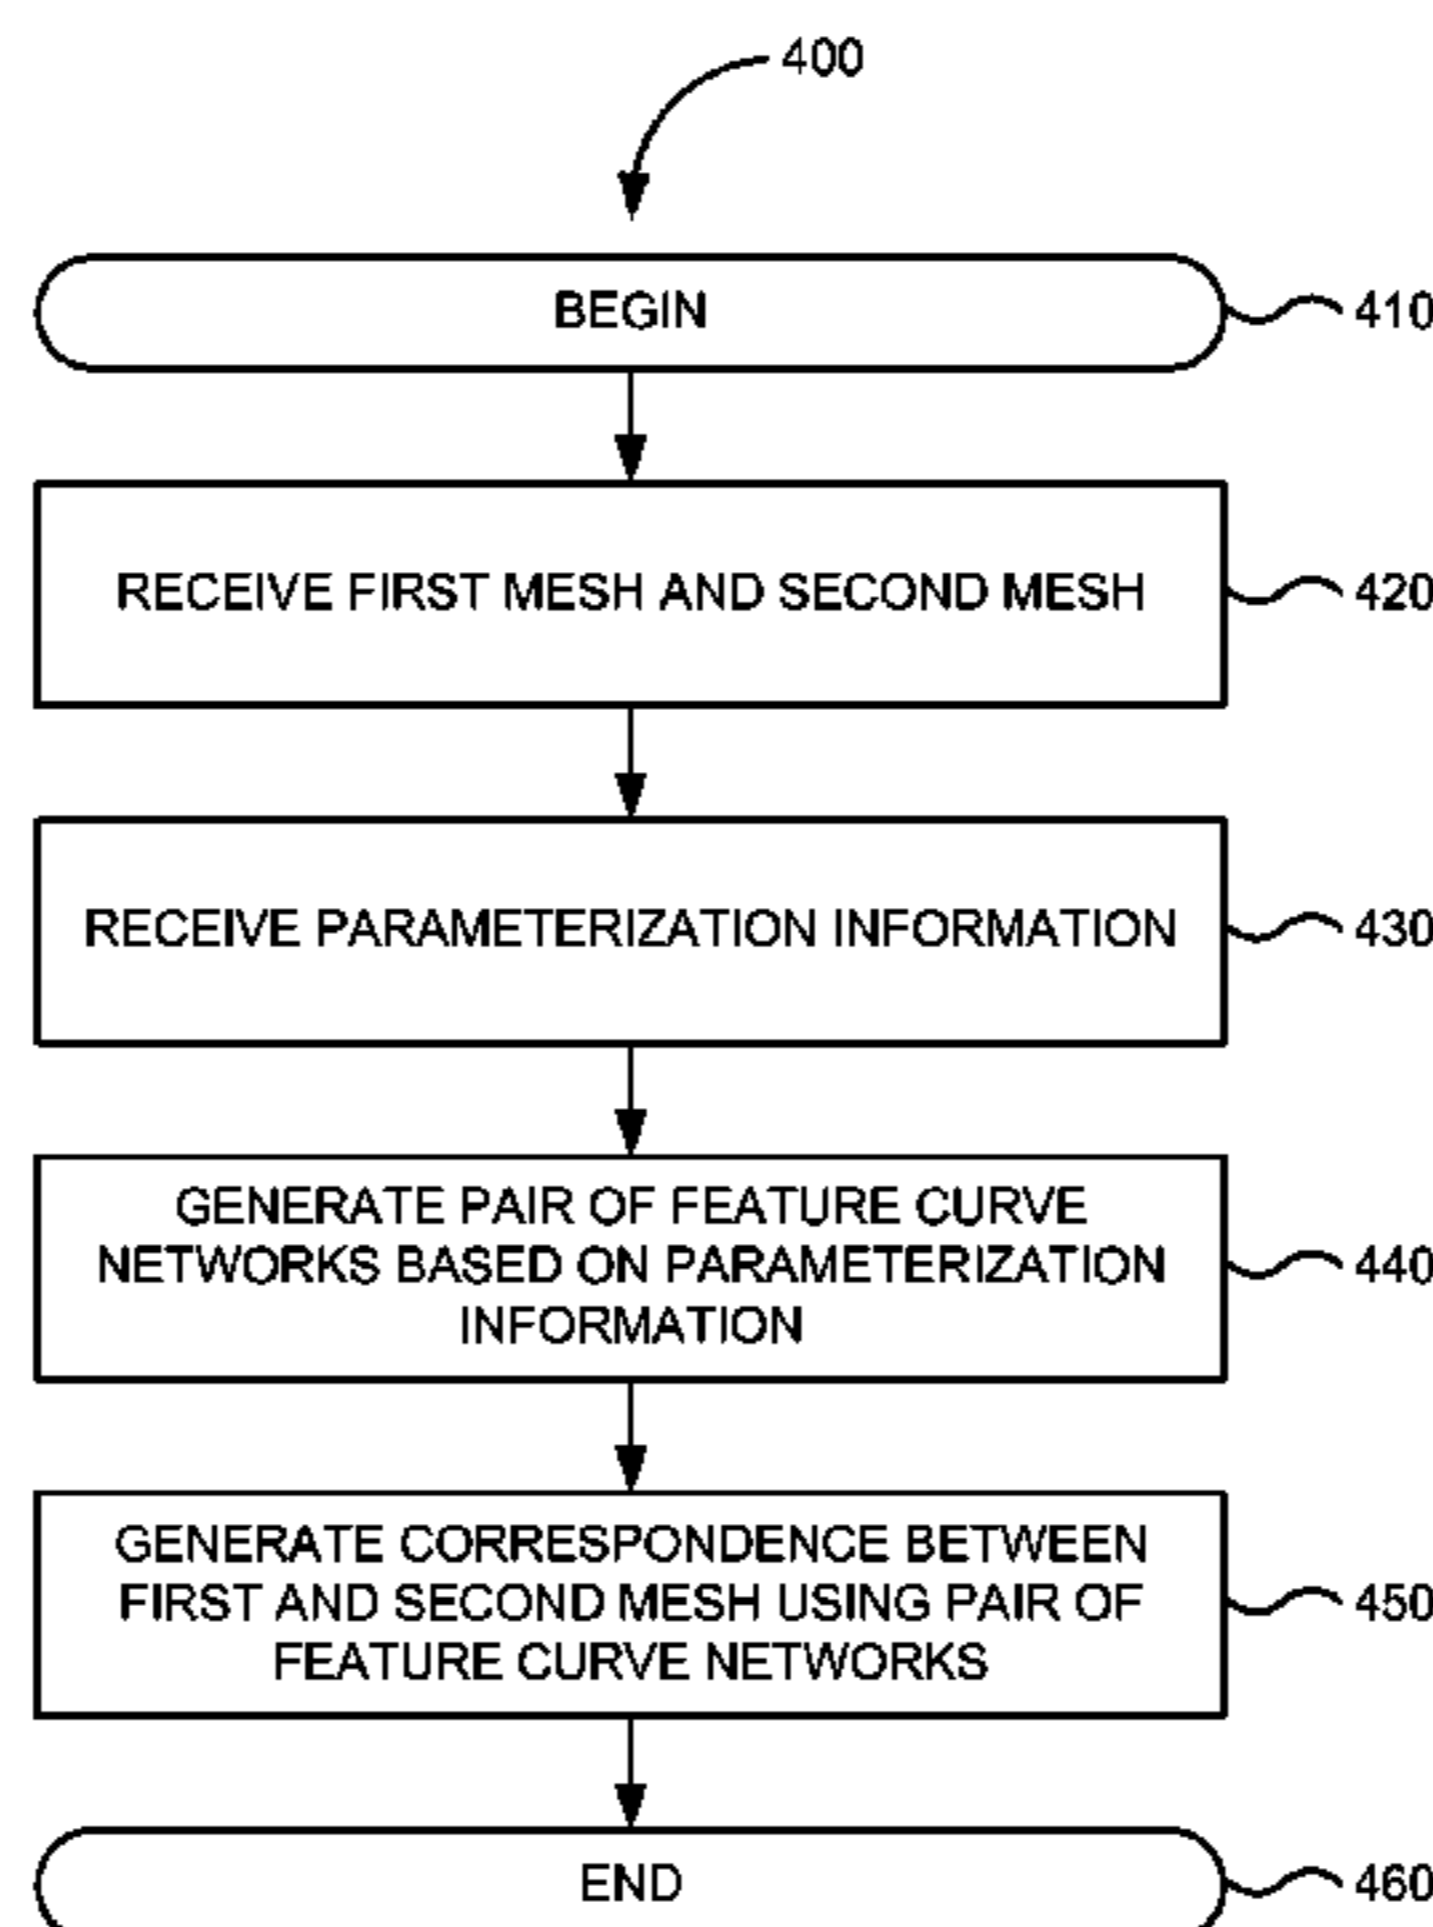 400
BEGIN
410
RECEIVE FIRST MESH AND SECOND MESH
420
RECEIVE PARAMETERIZATION INFORMATION
430
GENERATE PAIR OF FEATURE CURVE
NETWORKS BASED ON PARAMETERIZATION
INFORMATION
440
GENERATE CORRESPONDENCE BETWEEN
FIRST AND SECOND MESH USING PAIR OF
FEATURE CURVE NETWORKS
450
END
460